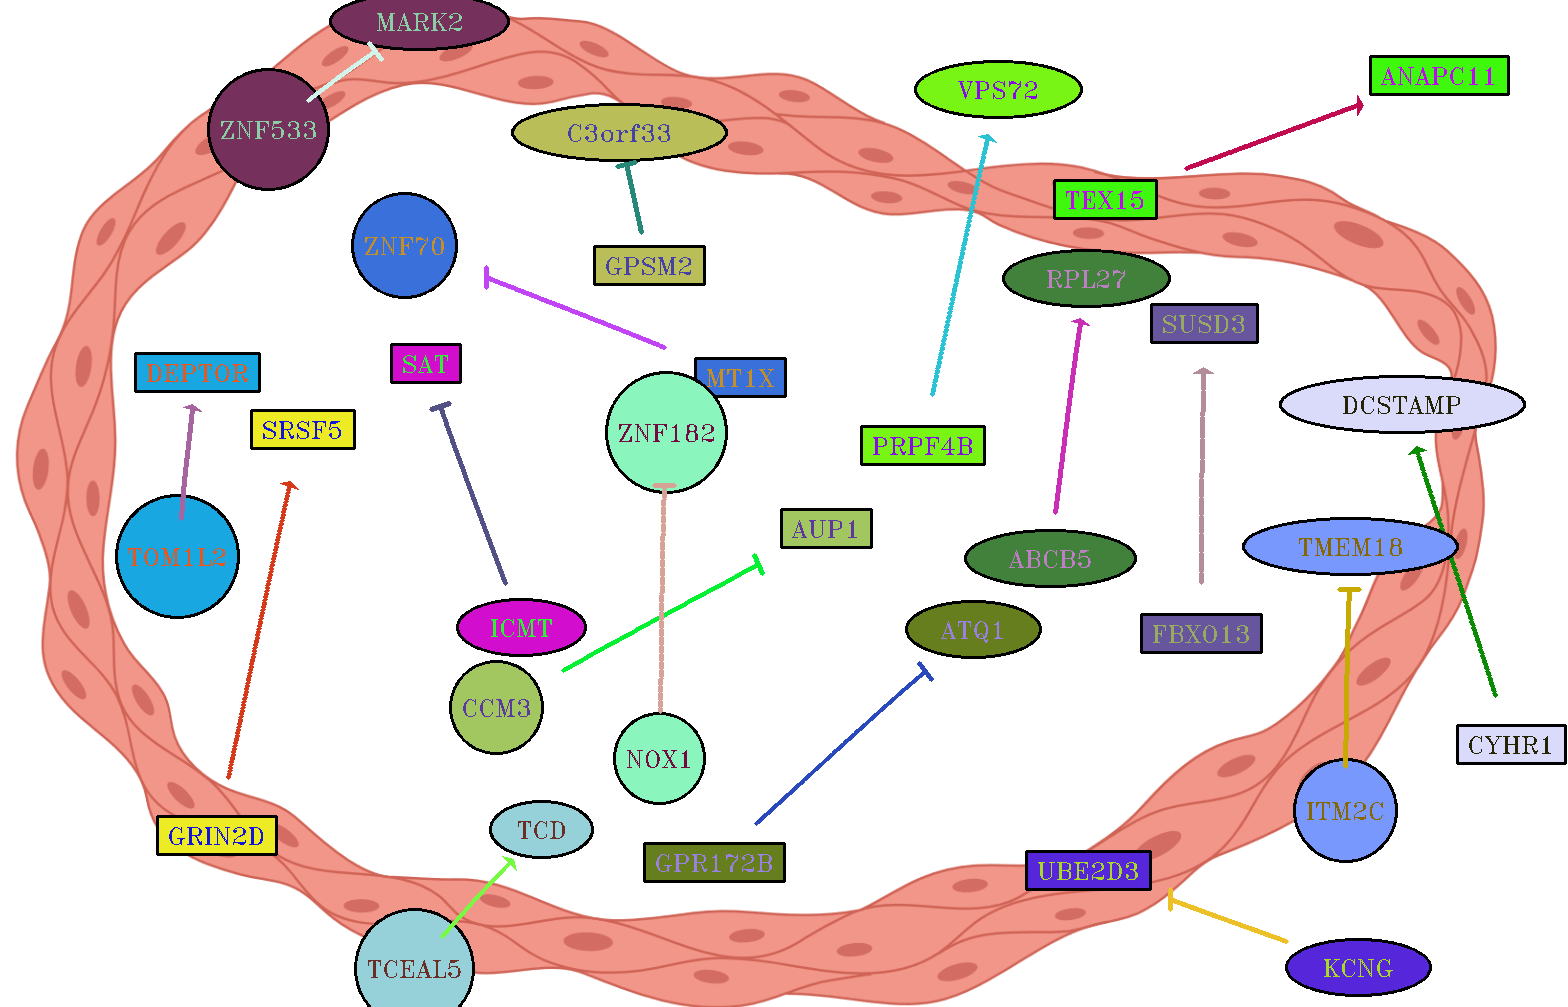 MARK2
ANAPC11
VPS72
ZNF533
C3orf33
TEX15
ZNF70
GPSM2
RPL27
SUSD3
DEPTOR
SAT
MT1X
DCSTAMP
SRSF5
ZNF182
PRPF4B
AUP1
TMEM18
TOM1L2
ABCB5
ICMT
ATQ1
FBXO13
CCM3
CYHR1
NOX1
ITM2C
TCD
GRIN2D
GPR172B
UBE2D3
TCEAL5
KCNG